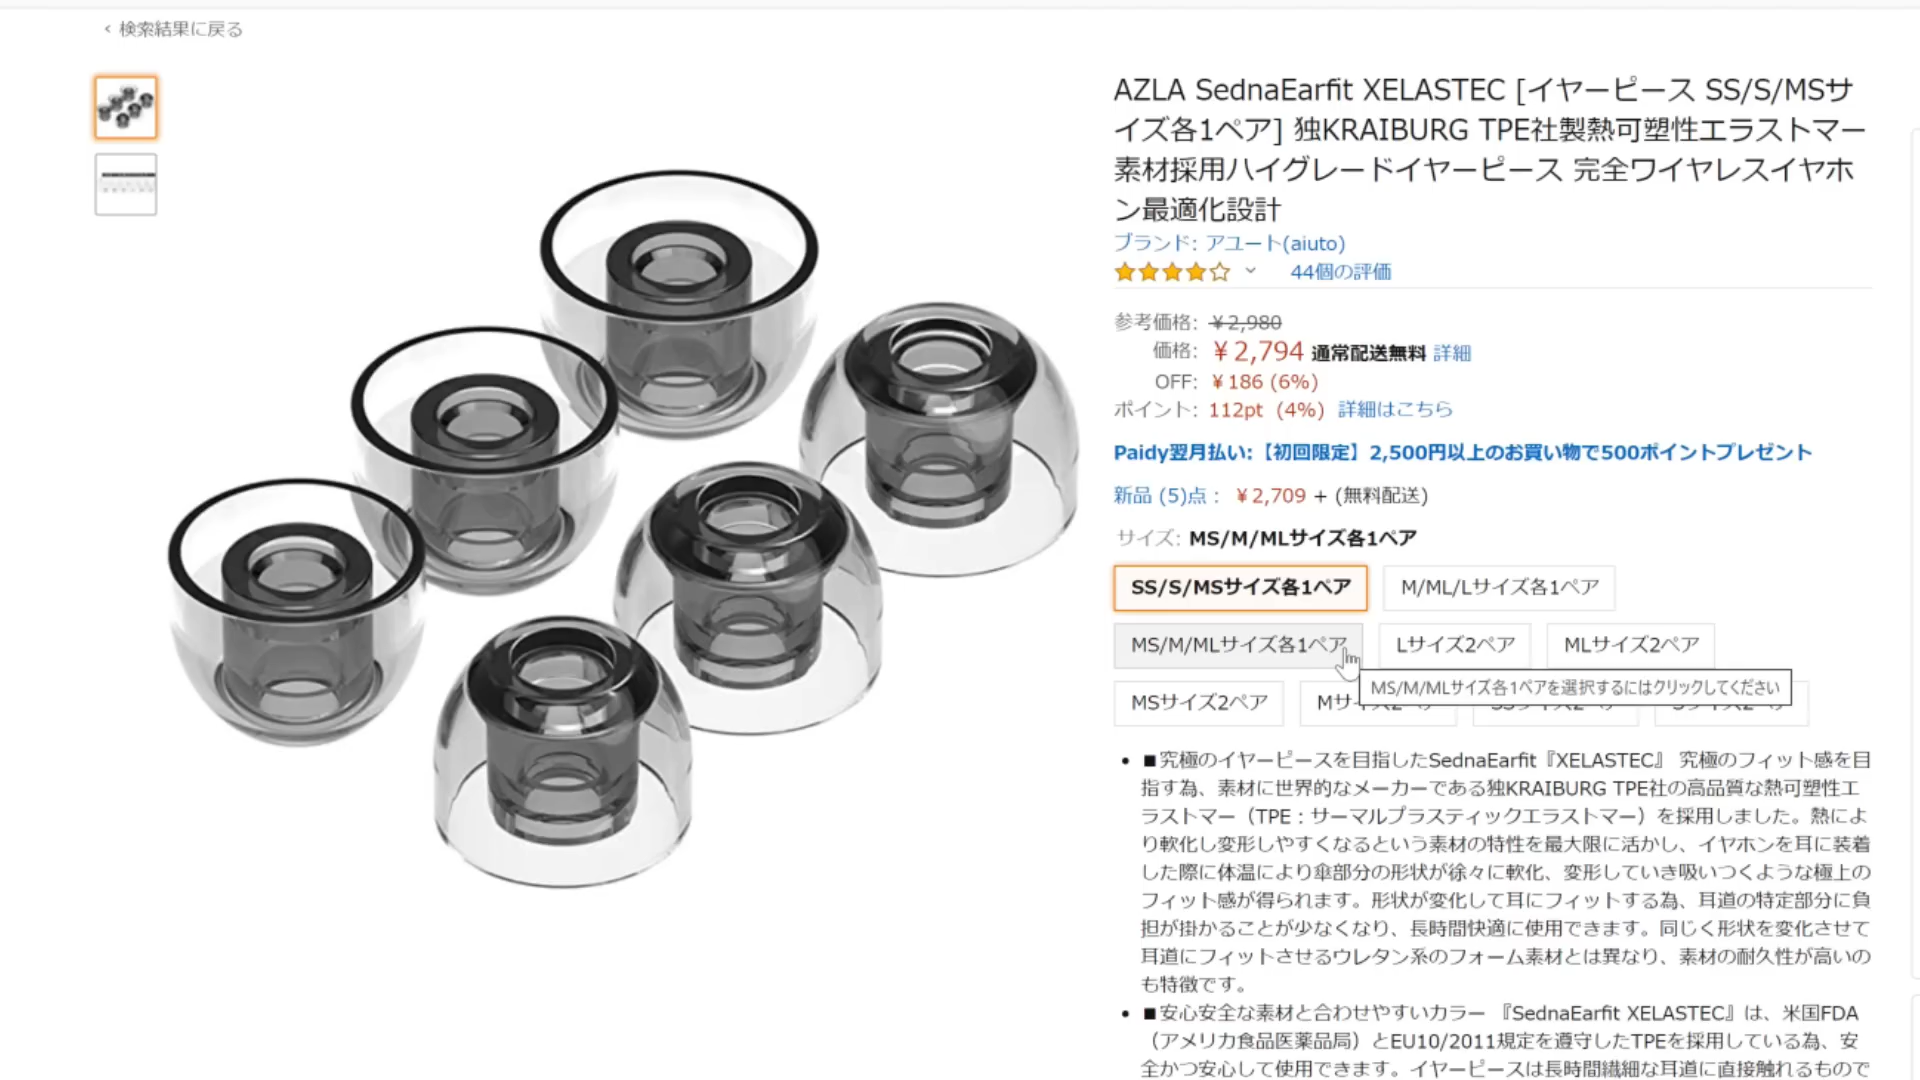 ‹ 検索結果に戻る
AZLA SednaEarfit XELASTEC [イヤーピース SS/S/MSサ
イズ各1ペア] 独KRAIBURG TPE社製熱可塑性エラストマー
素材採用ハイグレードイヤーピース 完全ワイヤレスイヤホ
ン最適化設計
ブランド: アユート(aiuto)
44個の評価
参考価格: ￥2,980
価格: ￥2,794 通常配送無料 詳細
OFF: ￥186 (6%)
ポイント: 112pt (4%) 詳細はこちら
Paidy翌月払い:【初回限定】2,500円以上のお買い物で500ポイントプレゼント
新品 (5)点： ￥2,709 + (無料配送)
サイズ: MS/M/MLサイズ各1ペア
SS/S/MSサイズ各1ペア M/ML/Lサイズ各1ペア
MS/M/MLサイズ各1ペア Lサイズ2ペア MLサイズ2ペア
MS/M/MLサイズ各1ペアを選択するにはクリックしてください
MSサイズ2ペア
■究極のイヤーピースを目指したSednaEarfit『XELASTEC』 究極のフィット感を目
指す為、素材に世界的なメーカーである独KRAIBURG TPE社の高品質な熱可塑性エ
ラストマー（TPE：サーマルプラスティックエラストマー）を採用しました。熱によ
り軟化し変形しやすくなるという素材の特性を最大限に活かし、イヤホンを耳に装着
した際に体温により傘部分の形状が徐々に軟化、変形していき吸いつくような極上の
フィット感が得られます。形状が変化して耳にフィットする為、耳道の特定部分に負
担が掛かることが少なくなり、長時間快適に使用できます。同じく形状を変化させて
耳道にフィットさせるウレタン系のフォーム素材とは異なり、素材の耐久性が高いの
も特徴です。
■安心安全な素材と合わせやすいカラー 『SednaEarfit XELASTEC』は、米国FDA
（アメリカ食品医薬品局）とEU10/2011規定を遵守したTPEを採用している為、安
全かつ安心して使用できます。イヤーピースは長時間繊細な耳道に直接触れるもので